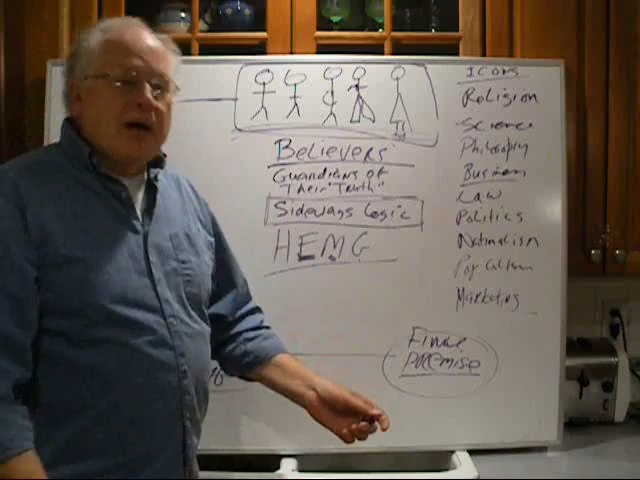 Believers
Guardians of
Their "Truth"
Sideways Logic
HEMG
Icons
Religion
Science
Philosophy
Business
Law
Politics
Nationalism
Pop Culture
Marketing
Final
Premise